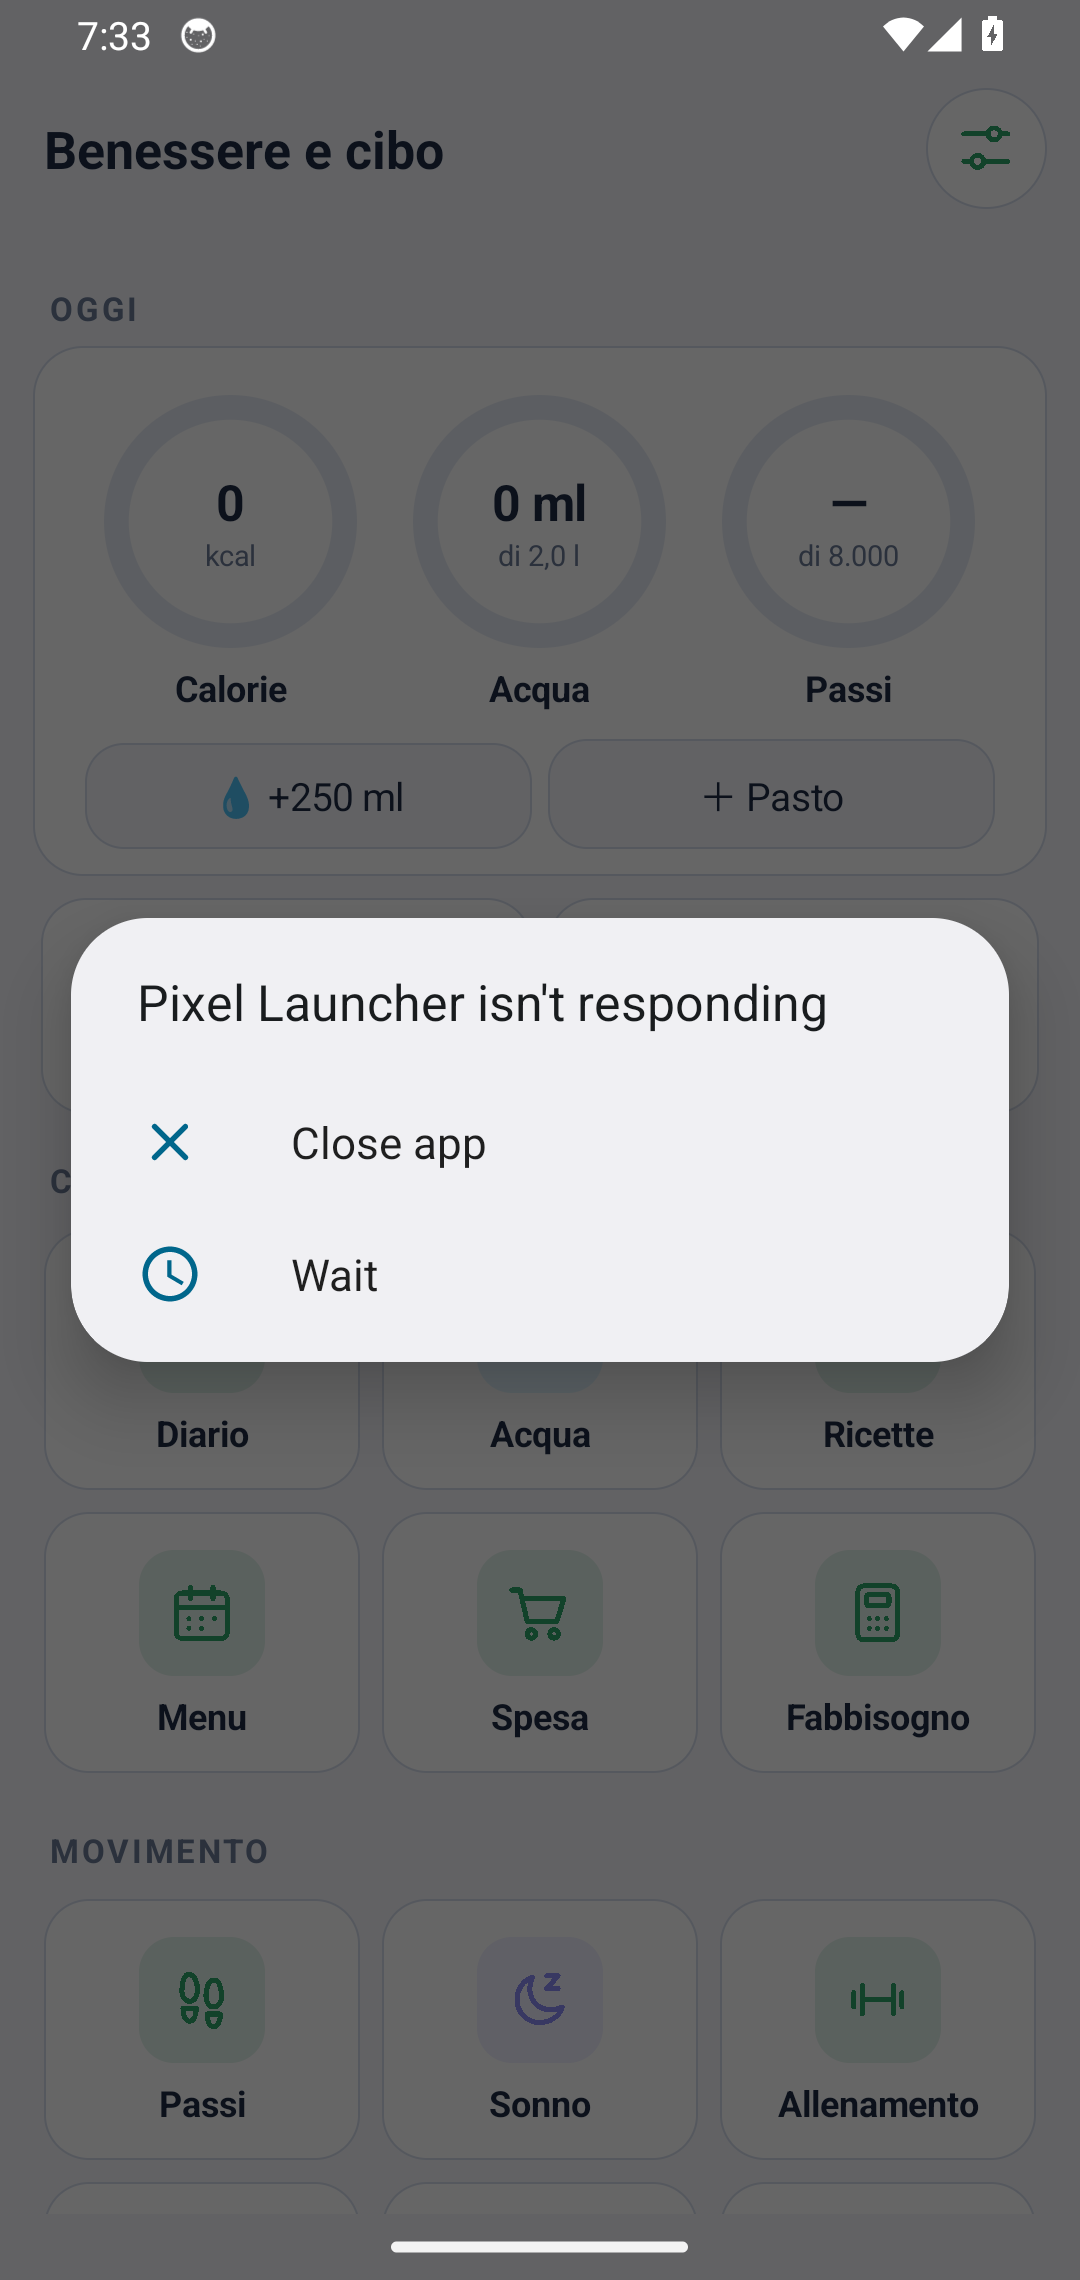 7:33
Benessere e cibo
OGGI
0
kcal
0 ml
di 2,0 l
—
di 8.000
Calorie
Acqua
Passi
+250 ml
+ Pasto
Pixel Launcher isn't responding
Close app
Wait
Diario
Acqua
Ricette
Menu
Spesa
Fabbisogno
MOVIMENTO
Passi
Sonno
Allenamento